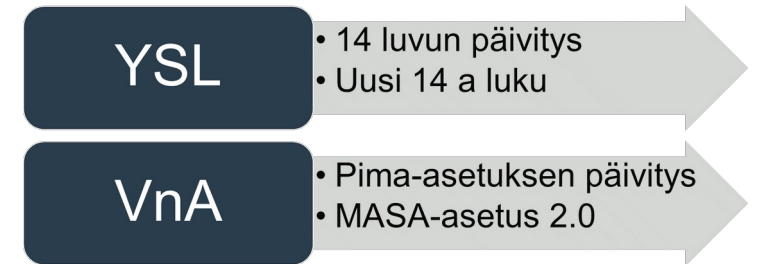 YSL
• 14 luvun päivitys
• Uusi 14 a luku
VnA
• Pima-asetuksen päivitys
• MASA-asetus 2.0